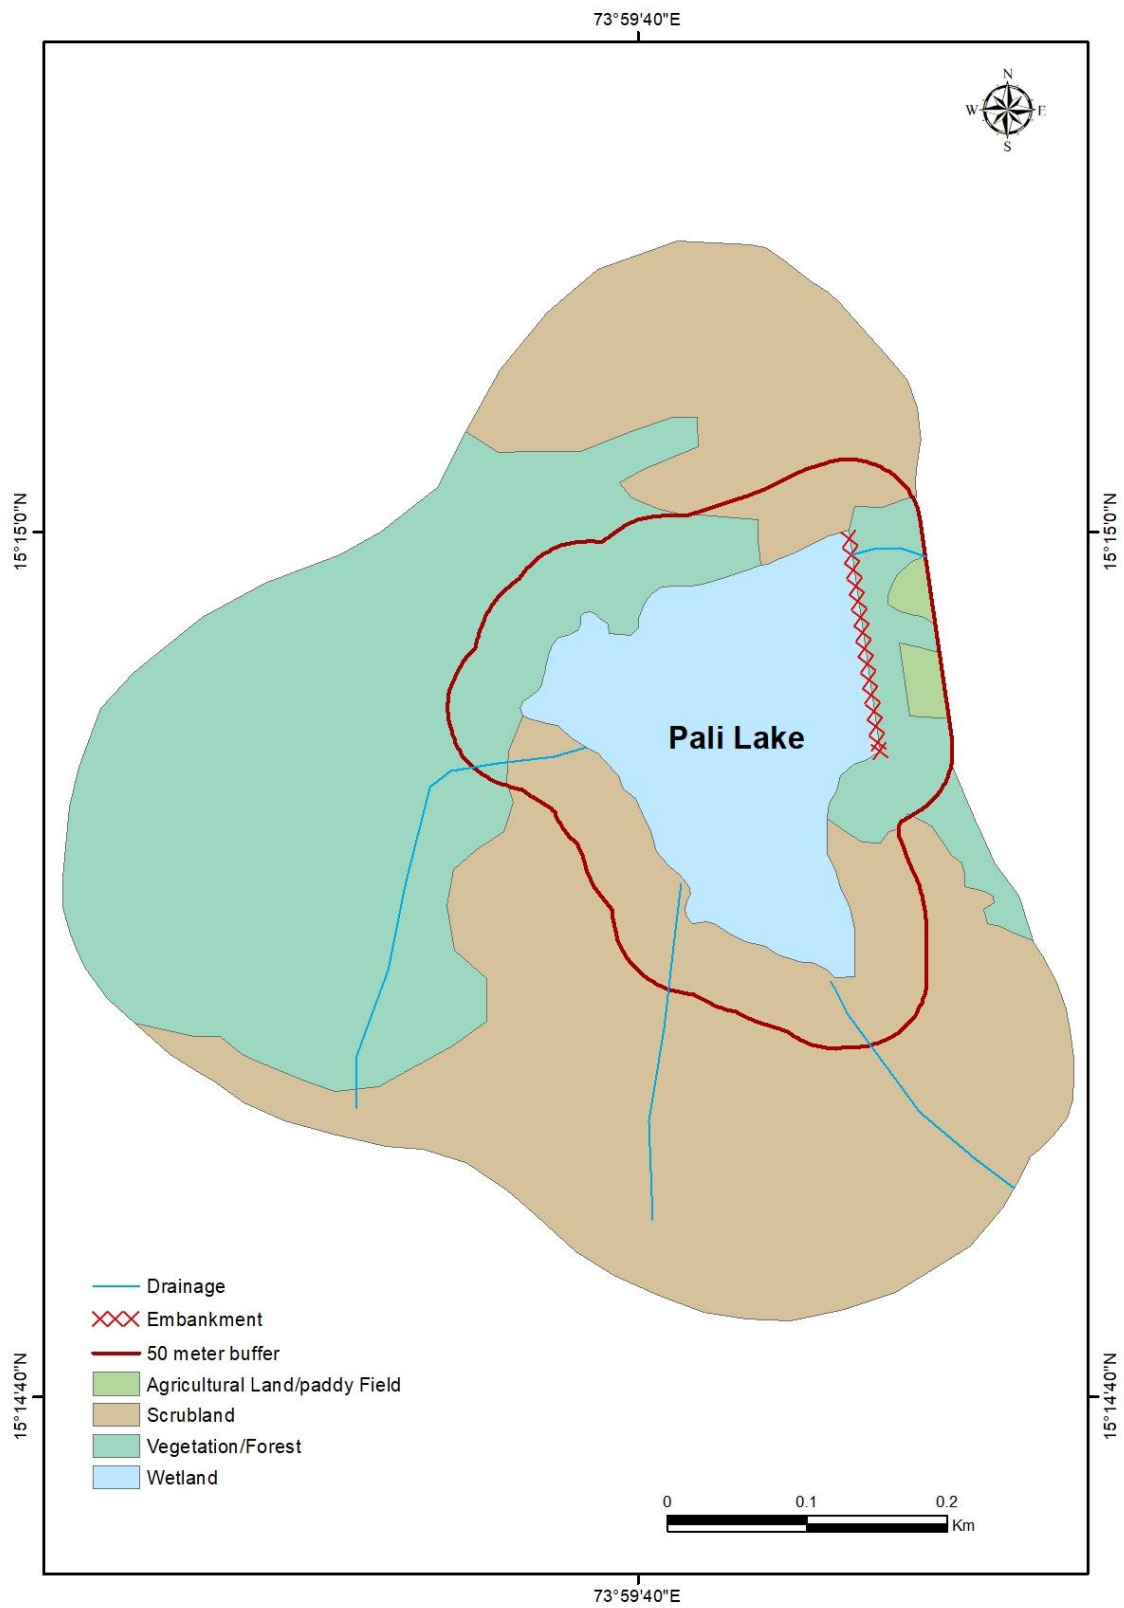 73°59'40"E
N
W E
S
15°15'0"N
15°15'0"N
Pali Lake
Drainage
Embankment
50 meter buffer
Agricultural Land/paddy Field
Scrubland
Vegetation/Forest
Wetland
15°14'40"N
15°14'40"N
0 0.1 0.2
Km
73°59'40"E